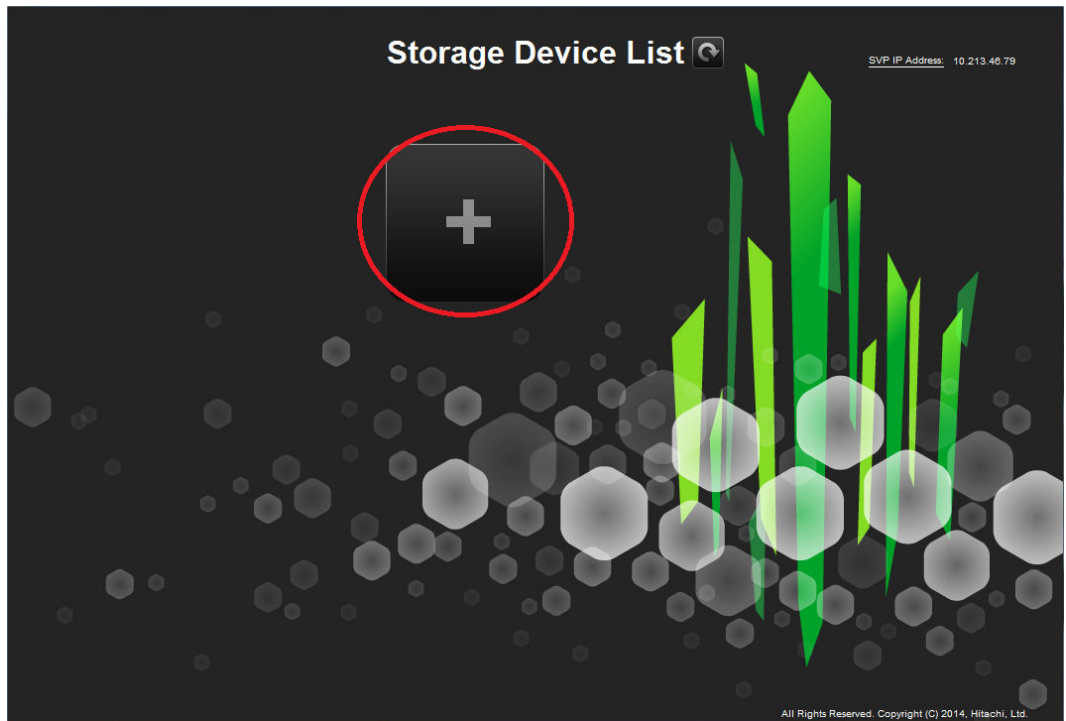 Storage Device List
SVP IP Address: 10.213.46.79
All Rights Reserved. Copyright (C) 2014, Hitachi, Ltd.